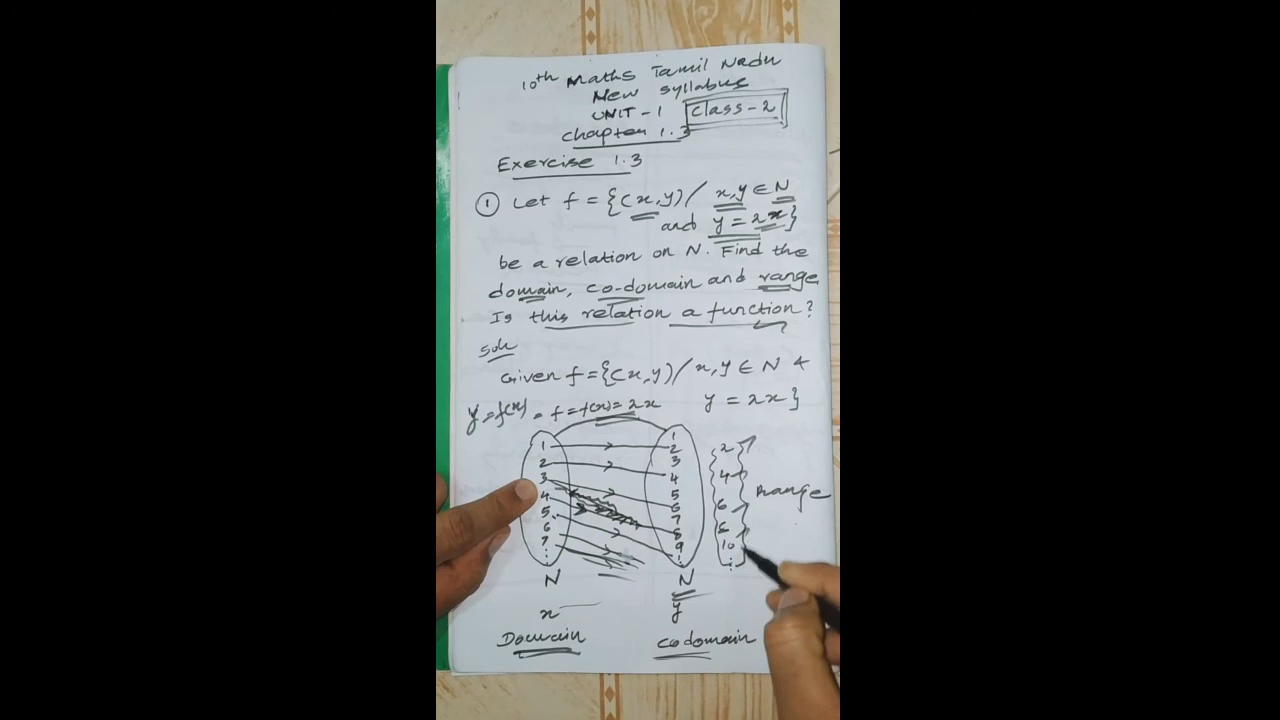 10th Maths Tamil Nadu
New syllabus
UNIT - 1 Class - 2
Chapter 1.3
Exercise 1.3
① Let f = {(x,y) / x,y ∈ N
and y = 2x}
be a relation on N. Find the
domain, co-domain and range
Is this relation a function?
Soln
Given f = {(x,y) / x,y ∈ N &
y = 2x}
y = f(x) = f = f(x) = 2x
1 1 2
2 2 4
3 3 6
4 4 8
5 5 10
6 6 ⋮
7 7
⋮ 8
9
⋮
Range
N N
x y
Domain Codomain